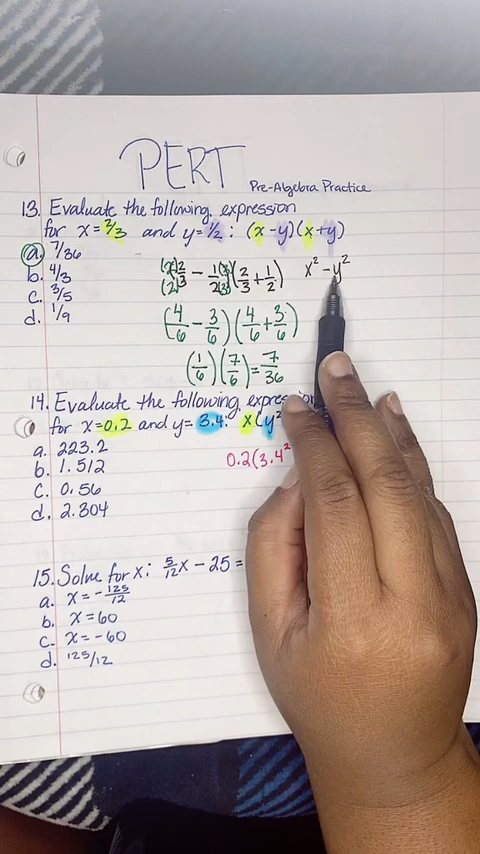 PERT
Pre-Algebra Practice
13. Evaluate the following expression
for x = 2/3 and y = 1/2 : (x-y)(x+y)
a. 7/36
b. 4/3
c. 3/5
d. 1/9
(2)2/3 - 1/2(3) (2/3 + 1/2) x² - y²
(2) (3)
(4/6 - 3/6)(4/6 + 3/6)
(1/6)(7/6) = 7/36
14. Evaluate the following
for x=0.2 and y= 3.4: x(y²
a. 223.2
b. 1.512
c. 0.56
d. 2.304
0.2(3.4²
15. Solve for x: 5/12x - 25 =
a. x = -125/12
b. x = 60
c. x = -60
d. 125/12